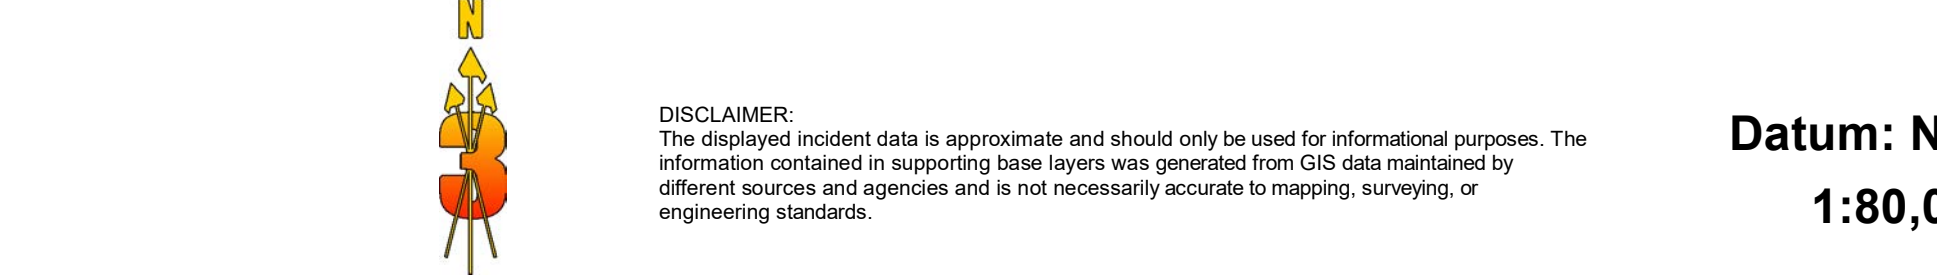 N
3
DISCLAIMER:
The displayed incident data is approximate and should only be used for informational purposes. The
information contained in supporting base layers was generated from GIS data maintained by
different sources and agencies and is not necessarily accurate to mapping, surveying, or
engineering standards.
Datum: N
1:80,0